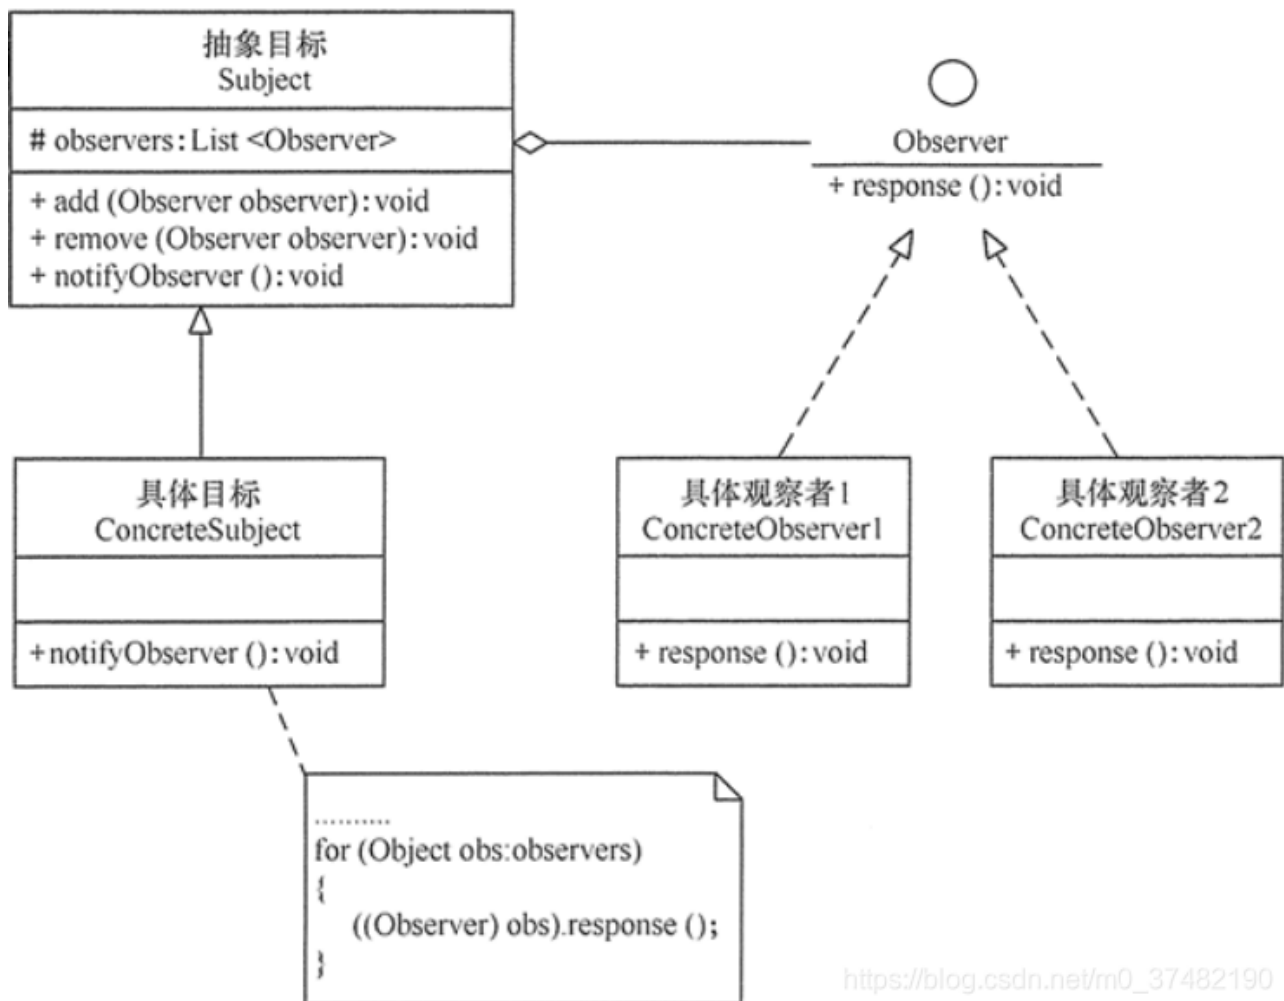 抽象目标
Subject
# observers: List <Observer>
+ add (Observer observer): void
+ remove (Observer observer): void
+ notifyObserver (): void
Observer
+ response (): void
具体目标
ConcreteSubject
+notifyObserver (): void
具体观察者1
ConcreteObserver1
+ response (): void
具体观察者2
ConcreteObserver2
+ response (): void
..........
for (Object obs:observers)
{
((Observer) obs).response ();
}
https://blog.csdn.net/m0_37482190